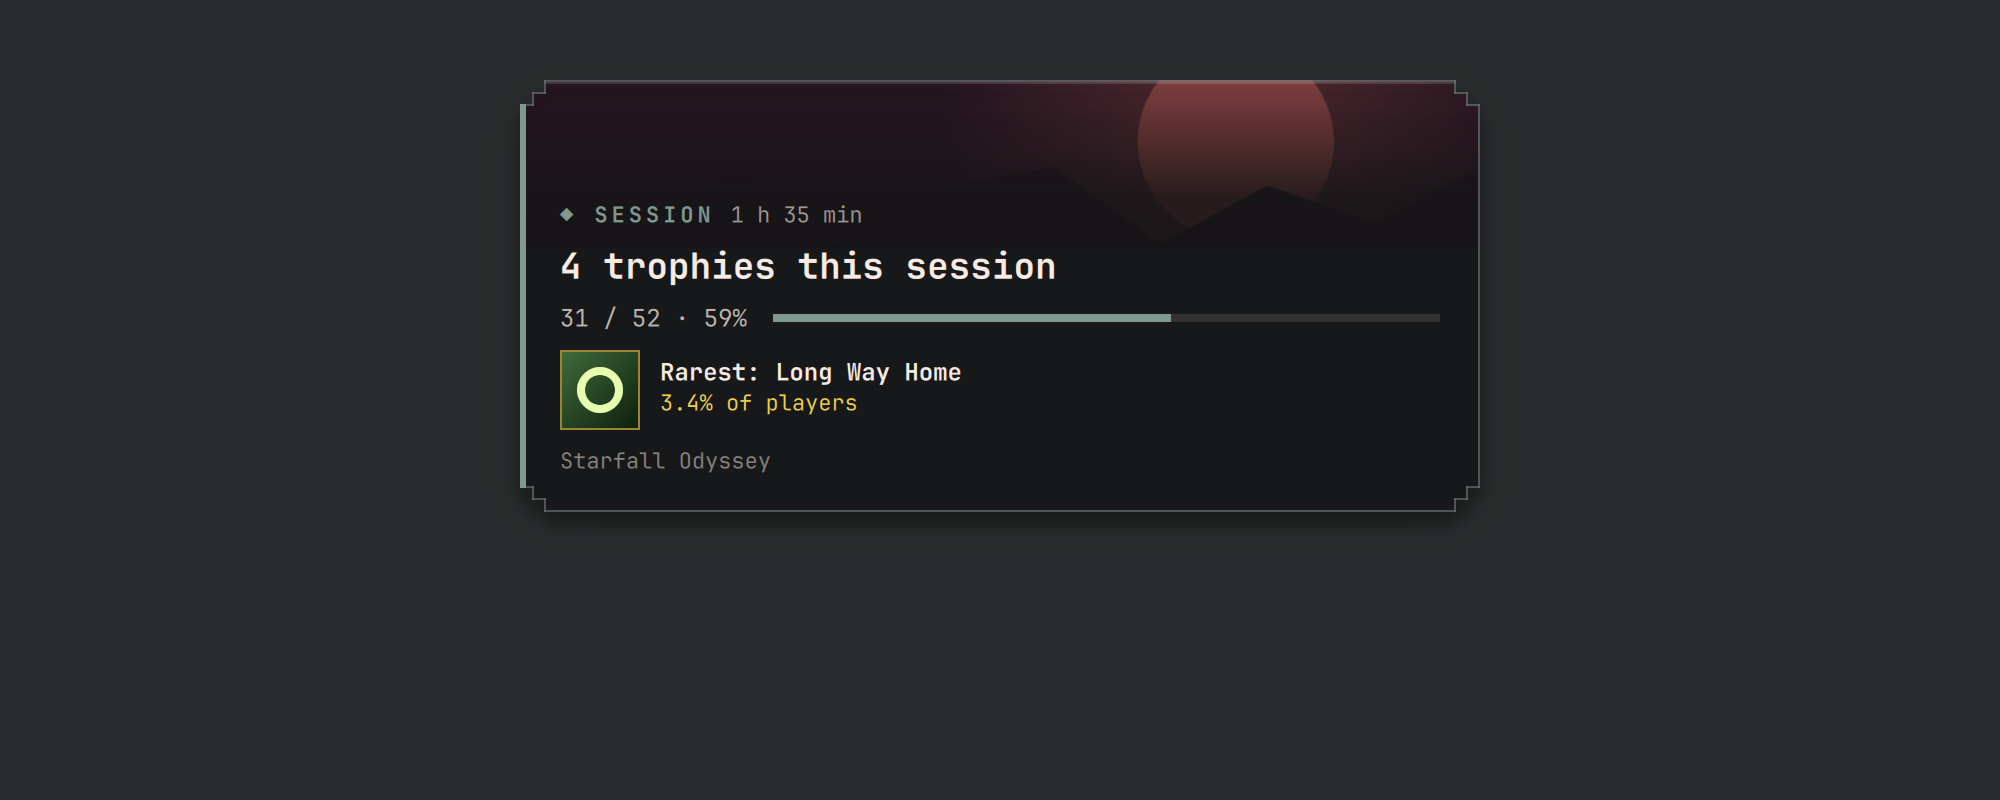 ◆ SESSION 1 h 35 min
4 trophies this session
31 / 52 · 59%
Rarest: Long Way Home
3.4% of players
Starfall Odyssey